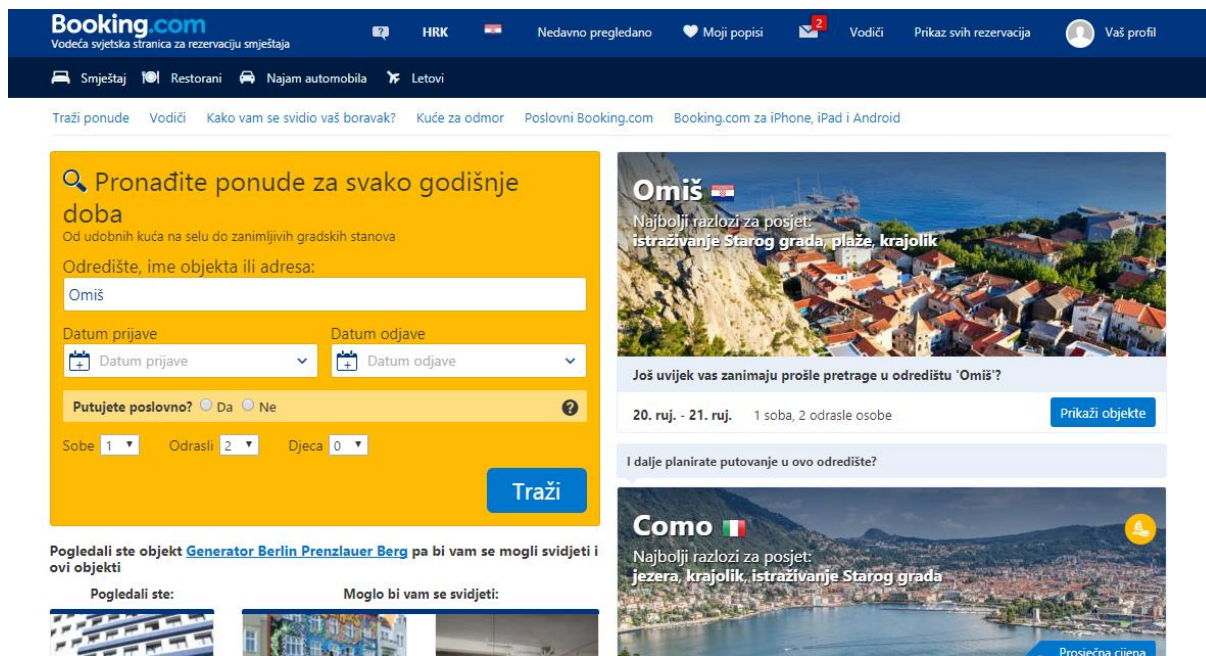 Booking.com
Vodeća svjetska stranica za rezervaciju smještaja
HRK
Nedavno pregledano
Moji popisi
2
Vodiči
Prikaz svih rezervacija
Vaš profil
Smještaj
Restorani
Najam automobila
Letovi
Traži ponude
Vodiči
Kako vam se svidio vaš boravak?
Kuće za odmor
Poslovni Booking.com
Booking.com za iPhone, iPad i Android
Pronađite ponude za svako godišnje
doba
Od udobnih kuća na selu do zanimljivih gradskih stanova
Odredište, ime objekta ili adresa:
Omiš
Datum prijave
Datum odjave
Datum prijave
Datum odjave
Putujete poslovno? Da Ne
Sobe 1 Odrasli 2 Djeca 0
Traži
Pogledali ste objekt Generator Berlin Prenzlauer Berg pa bi vam se mogli svidjeti i
ovi objekti
Pogledali ste:
Moglo bi vam se svidjeti:
Omiš
Najbolji razlozi za posjet:
istraživanje Starog grada, plaže, krajolik
Još uvijek vas zanimaju prošle pretrage u odredištu 'Omiš'?
20. ruj. - 21. ruj. 1 soba, 2 odrasle osobe
Prikaži objekte
I dalje planirate putovanje u ovo odredište?
Como
Najbolji razlozi za posjet:
jezera, krajolik, istraživanje Starog grada
Prosječna cijena